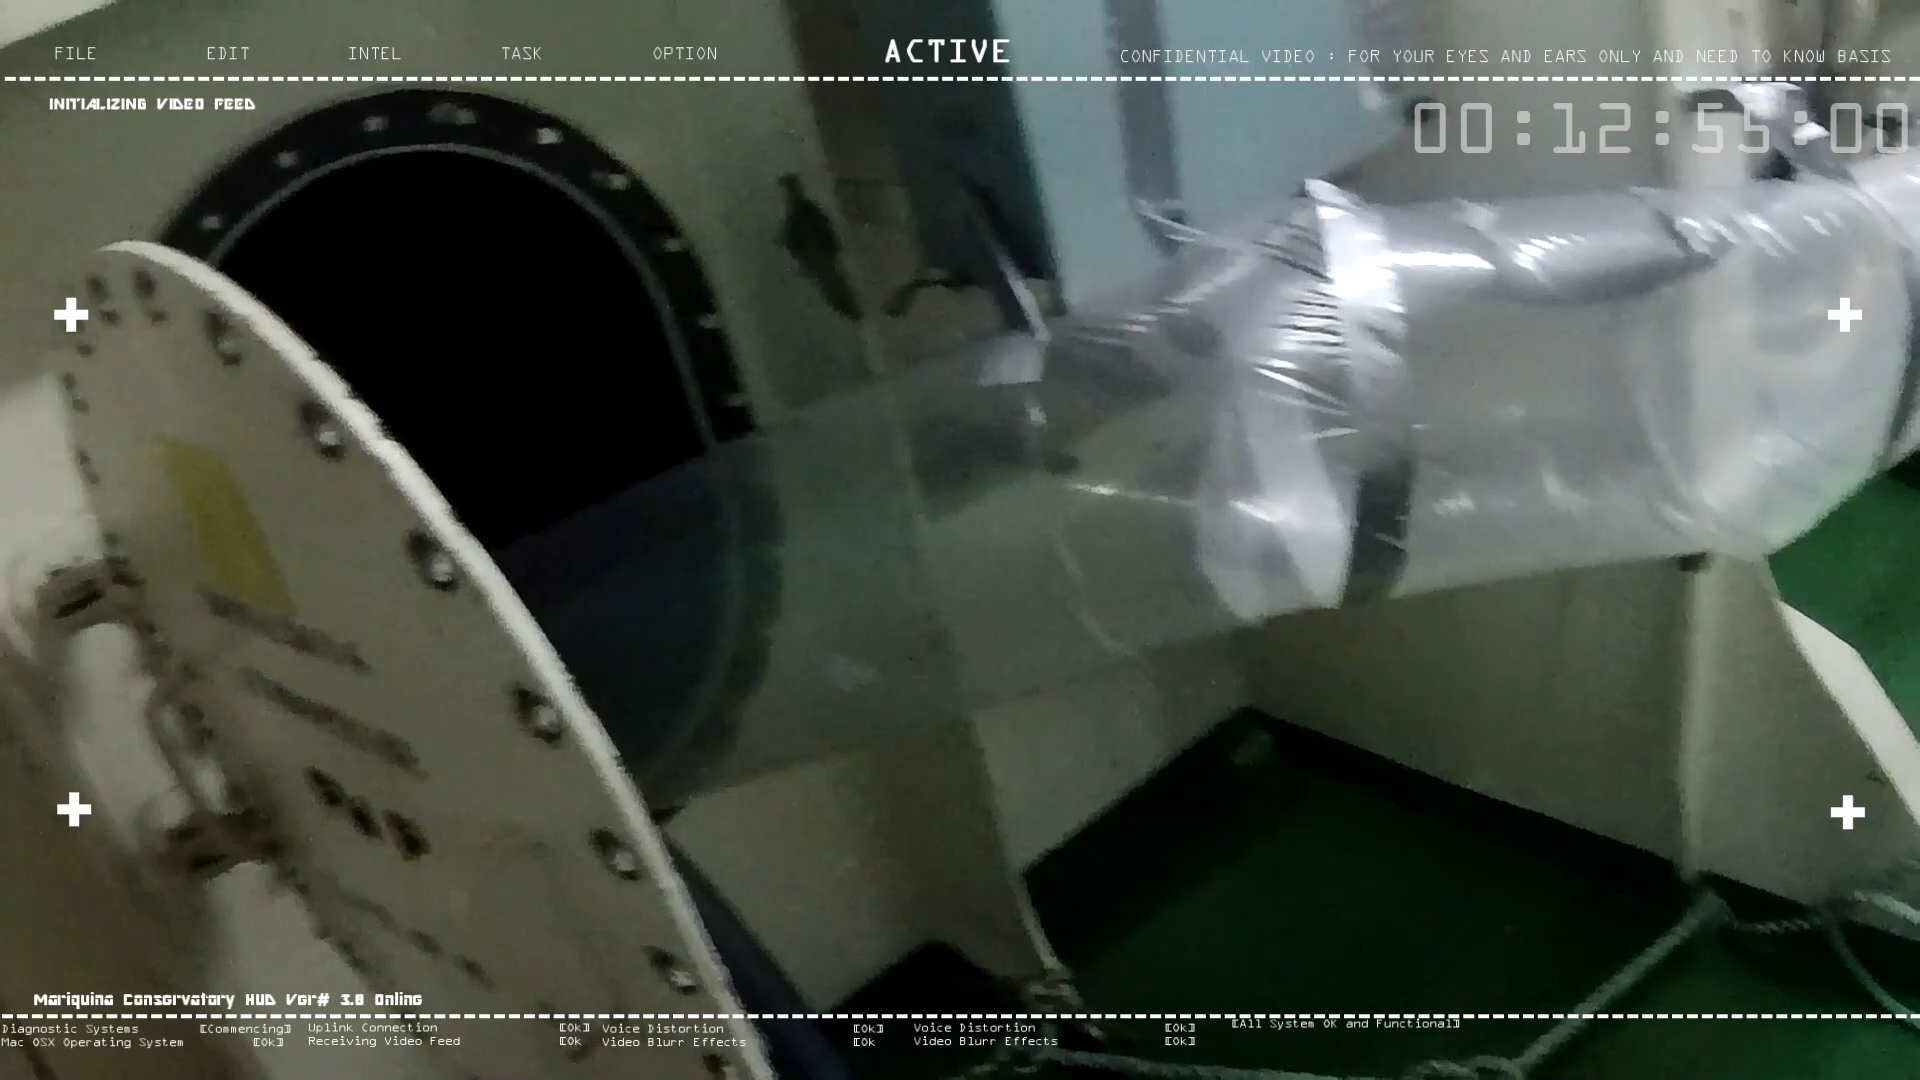 FILE EDIT INTEL TASK OPTION ACTIVE CONFIDENTIAL VIDEO : FOR YOUR EYES AND EARS ONLY AND NEED TO KNOW BASIS
INITIALIZING VIDEO FEED
00:12:55:00
Mariquina Conservatory HUD Ver# 3.0 Online
Diagnostic Systems [Commencing] Uplink Connection [Ok] Voice Distortion [Ok] Voice Distortion [Ok] [All System OK and Functional]
Mac OSX Operating System [Ok] Receiving Video Feed [Ok Video Blurr Effects [Ok Video Blurr Effects [Ok]